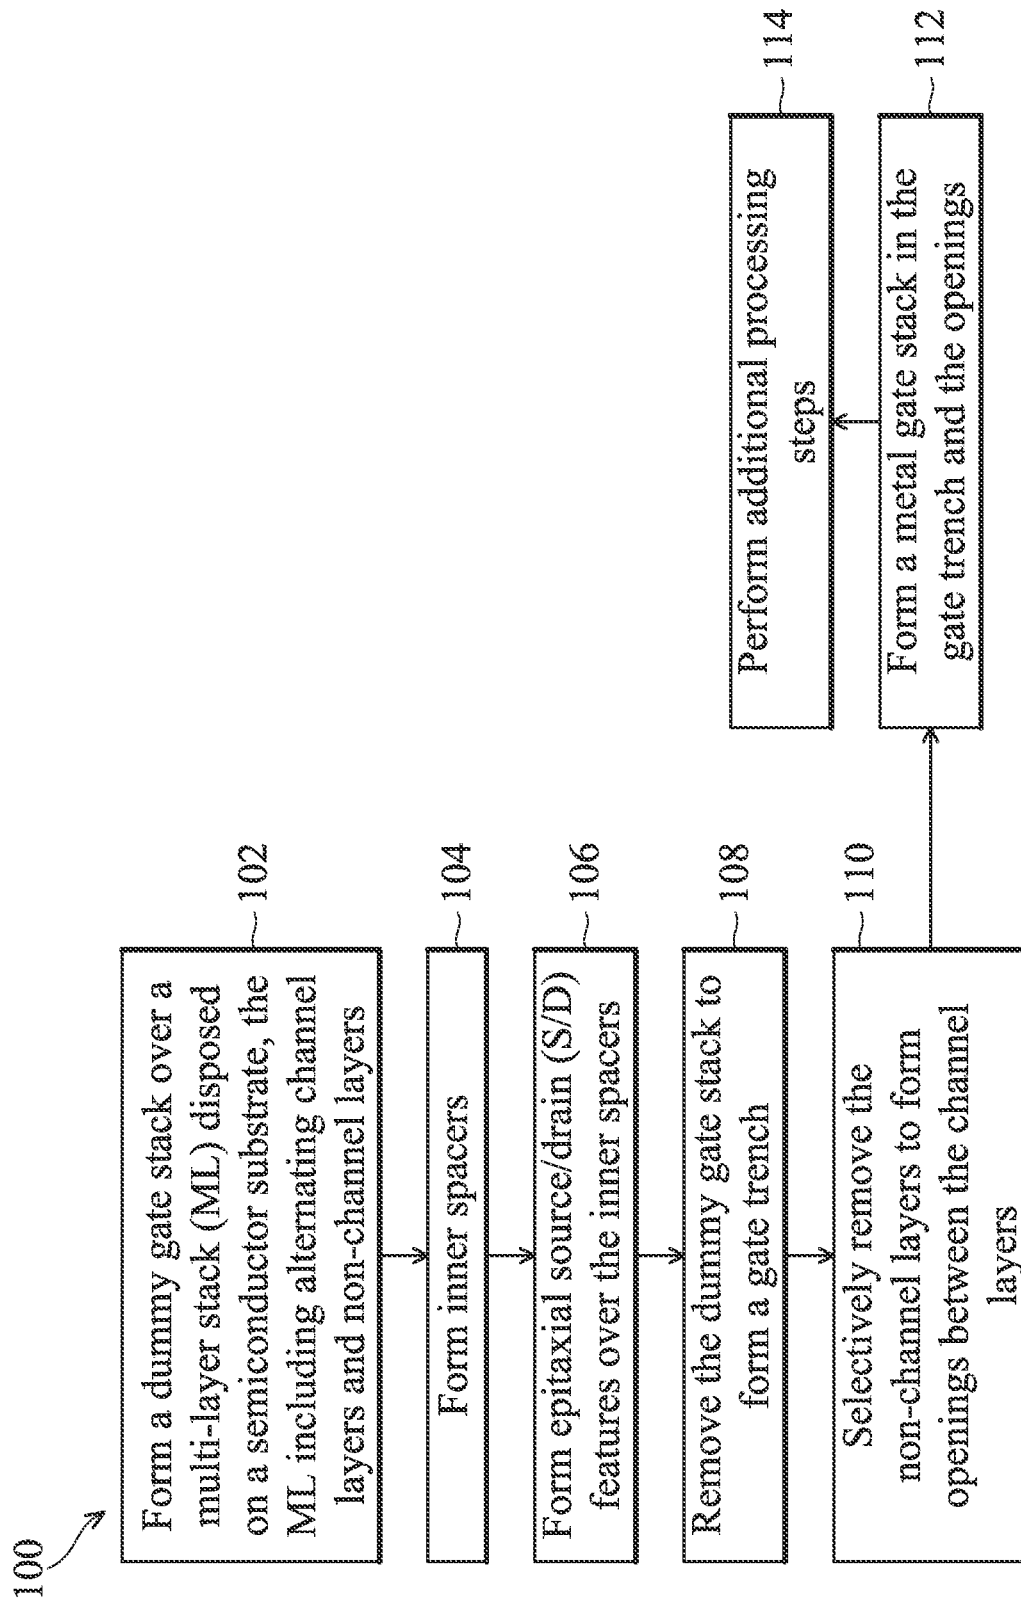 100
Form a dummy gate stack over a
multi-layer stack (ML) disposed
on a semiconductor substrate, the
ML including alternating channel
layers and non-channel layers
102
Form inner spacers
104
Form epitaxial source/drain (S/D)
features over the inner spacers
106
Remove the dummy gate stack to
form a gate trench
108
Selectively remove the
non-channel layers to form
openings between the channel
layers
110
Form a metal gate stack in the
gate trench and the openings
112
Perform additional processing
steps
114